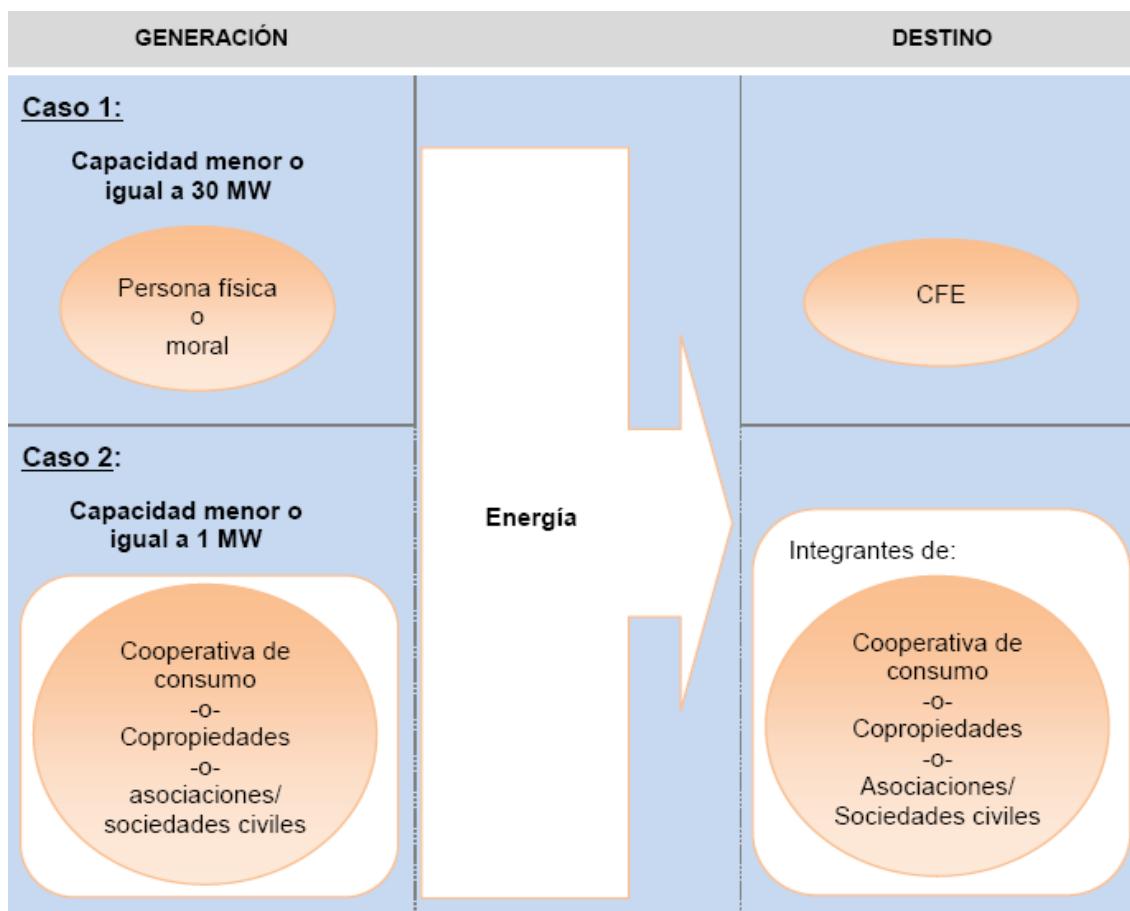 GENERACIÓN
DESTINO
Caso 1:
Capacidad menor o
igual a 30 MW
Persona física
o
moral
CFE
Caso 2:
Capacidad menor o
igual a 1 MW
Cooperativa de
consumo
-o-
Copropiedades
-o-
asociaciones/
sociedades civiles
Energía
Integrantes de:
Cooperativa de
consumo
-o-
Copropiedades
-o-
Asociaciones/
Sociedades civiles